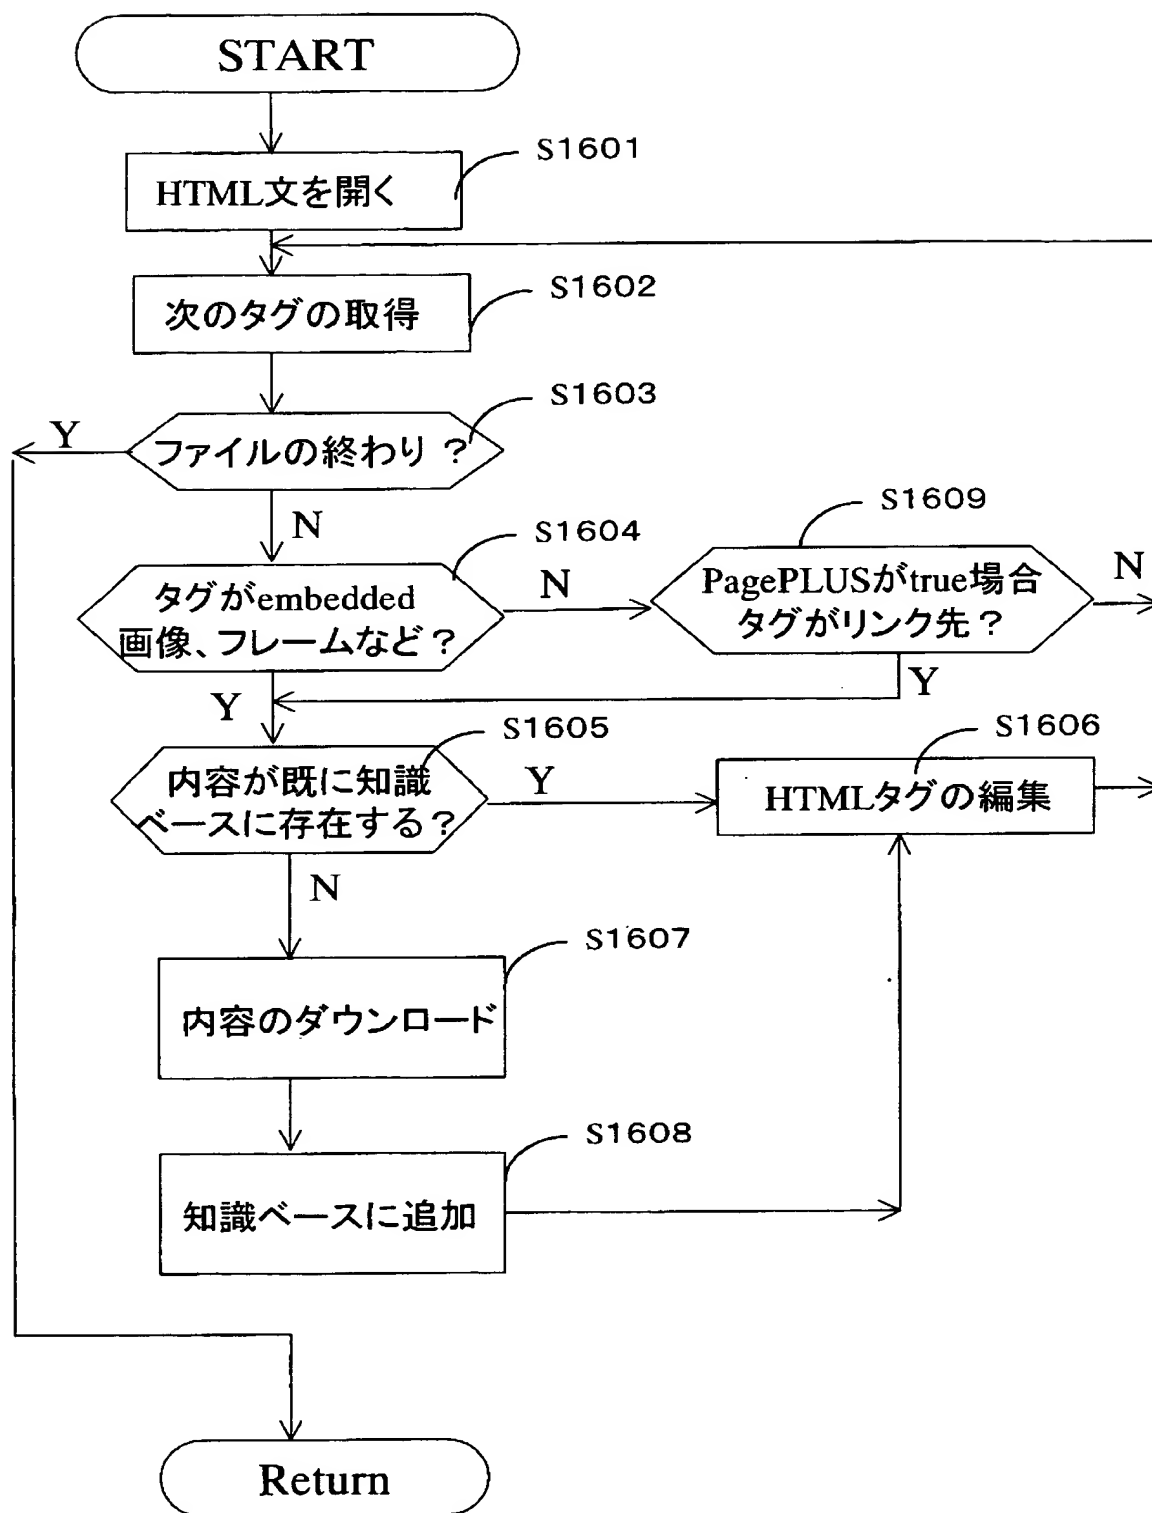 START
S1601
HTML文を開く
S1602
次のタグの取得
S1603
Y
ファイルの終わり?
N
S1604
S1609
タグがembedded
画像、フレームなど?
N
PagePLUSがtrue場合
タグがリンク先?
N
Y
Y
S1605
S1606
内容が既に知識
ベースに存在する?
Y
HTMLタグの編集
N
S1607
内容のダウンロード
S1608
知識ベースに追加
Return